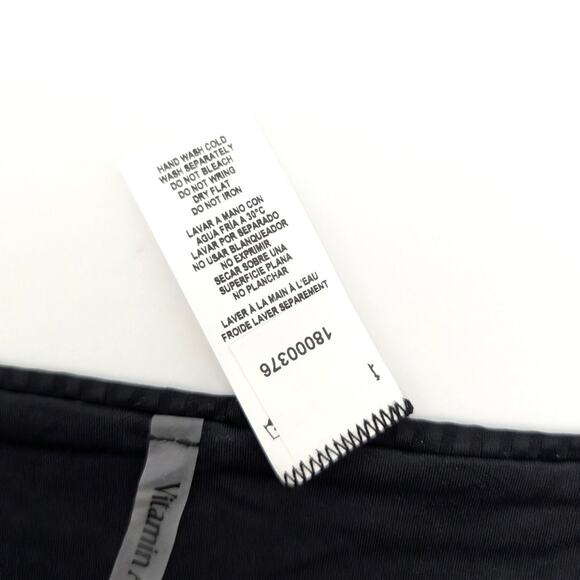 HAND WASH COLD
WASH SEPARATELY
DO NOT BLEACH
DO NOT WRING
DRY FLAT
DO NOT IRON
LAVAR A MANO CON
AGUA FRIA A 30°C
LAVAR POR SEPARADO
NO USAR BLANQUEADOR
NO EXPRIMIR
SECAR SOBRE UNA
SUPERFICIE PLANA
NO PLANCHAR
LAVER À LA MAIN À L'EAU
FROIDE LAVER SEPAREMENT
18000376
Vitamin A